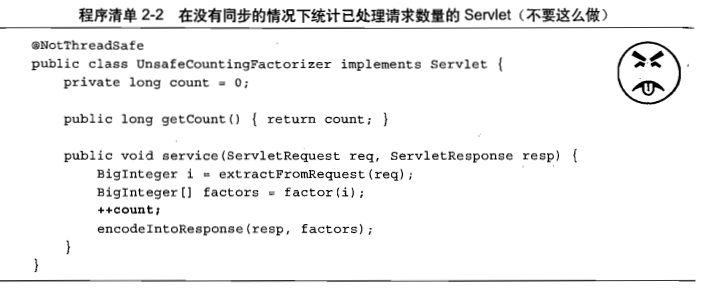 程序清单 2-2 在没有同步的情况下统计已处理请求数量的 Servlet（不要这么做）
@NotThreadSafe
public class UnsafeCountingFactorizer implements Servlet {
    private long count = 0;

    public long getCount() { return count; }

    public void service(ServletRequest req, ServletResponse resp) {
        BigInteger i = extractFromRequest(req);
        BigInteger[] factors = factor(i);
        ++count;
        encodeIntoResponse(resp, factors);
    }
}